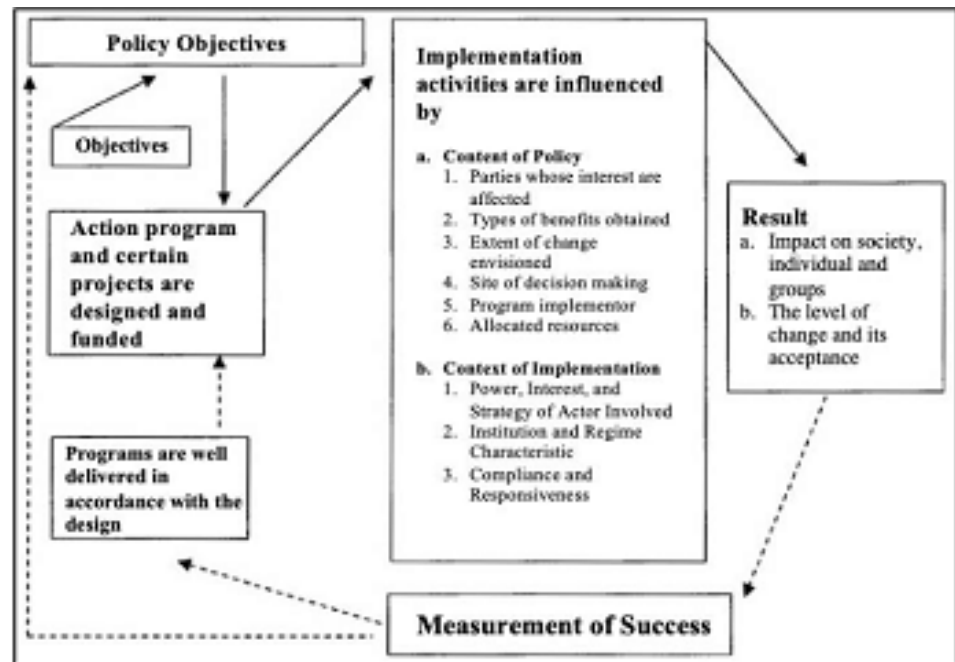 Policy Objectives
Objectives
Action program
and certain
projects are
designed and
funded
Programs are well
delivered in
accordance with the
design
Implementation
activities are influenced
by
a. Content of Policy
1. Parties whose interest are
affected
2. Types of benefits obtained
3. Extent of change
envisioned
4. Site of decision making
5. Program implementor
6. Allocated resources
b. Context of Implementation
1. Power, Interest, and
Strategy of Actor Involved
2. Institution and Regime
Characteristic
3. Compliance and
Responsiveness
Result
a. Impact on society,
individual and
groups
b. The level of
change and its
acceptance
Measurement of Success